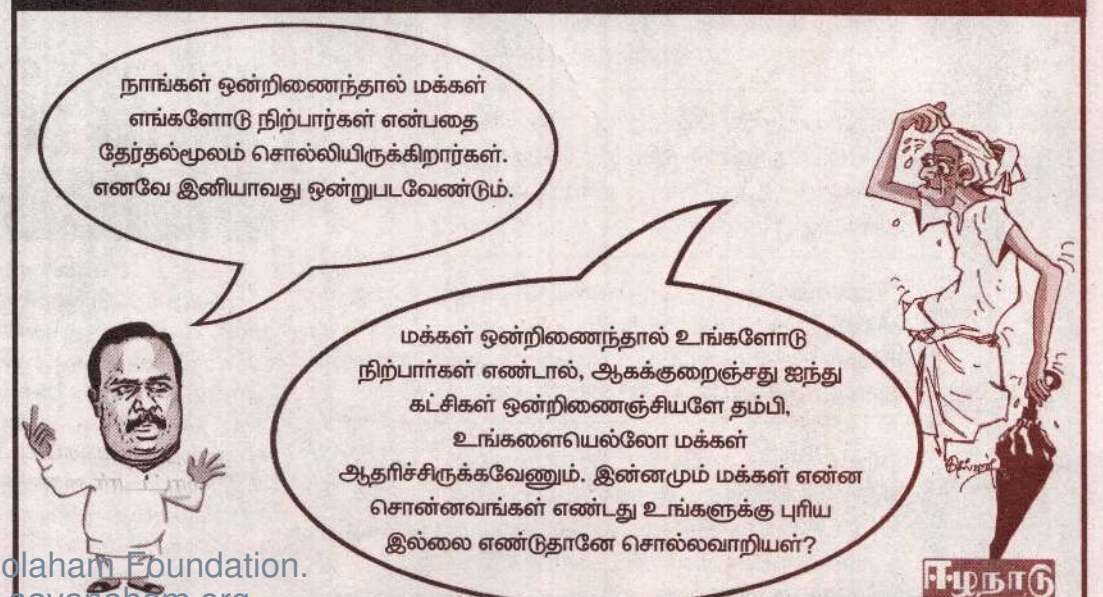 நாங்கள் ஒன்றிணைந்தால் மக்கள்
எங்களோடு நிற்பார்கள் என்பதை
தேர்தல்மூலம் சொல்லியிருக்கிறார்கள்.
எனவே இனியாவது ஒன்றுபடவேண்டும்.
மக்கள் ஒன்றிணைந்தால் உங்களோடு
நிற்பார்கள் எண்டால், ஆகக்குறைஞ்சது ஐந்து
கட்சிகள் ஒன்றிணைஞ்சியளே தம்பி,
உங்களையெல்லோ மக்கள்
ஆதரிச்சிருக்கவேணும். இன்னமும் மக்கள் என்ன
சொன்னவங்கள் எண்டது உங்களுக்கு புரிய
இல்லை எண்டுதானே சொல்லவாறியள்?
ஈழநாடு
olaham Foundation.
aavanaham.org